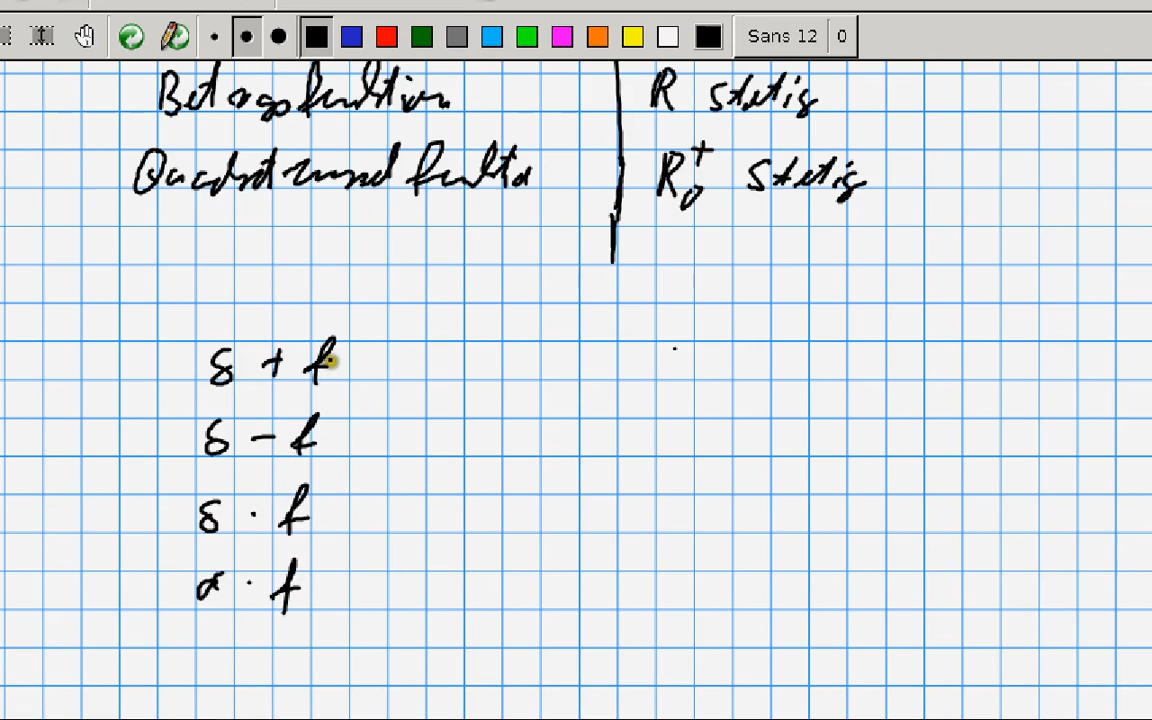 Sans 12 0
Betragsfunktion R stetig
Quadratwurzelfunktion R₀⁺ stetig
g + f
g - f
g · f
α · f